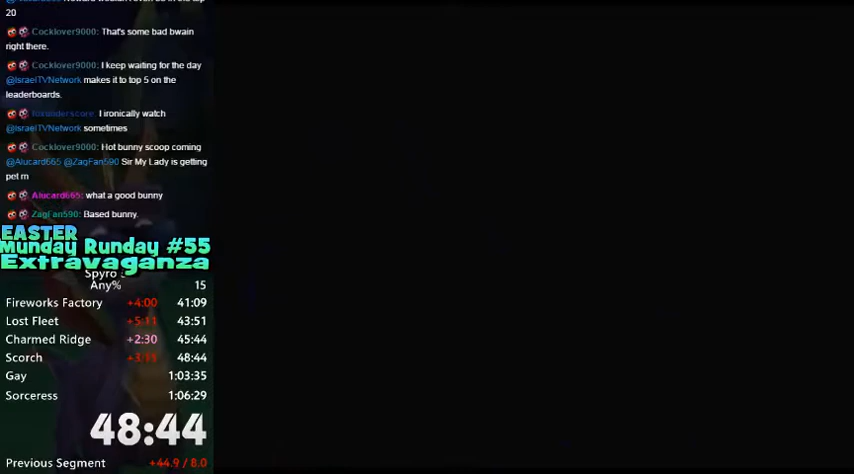 20
Cocklover9000: That's some bad bwain
right there.
Cocklover9000: I keep waiting for the day
@IsraelTVNetwork makes it to top 5 on the
leaderboards.
I ironically watch
@IsraelTVNetwork sometimes
Cocklover9000: Hot bunny scoop coming
@Alucard665 @ZagFan590 Sir My Lady is getting
pet rn
Alucard665: what a good bunny
ZagFan590: Based bunny.
EASTER
Munday Runday #55
Extravaganza
Spyro
Any% 15
Fireworks Factory +4:00 41:09
Lost Fleet +5:11 43:51
Charmed Ridge +2:30 45:44
Scorch 48:44
Gay 1:03:35
Sorceress 1:06:29
48:44
Previous Segment +44.9 / 8.0